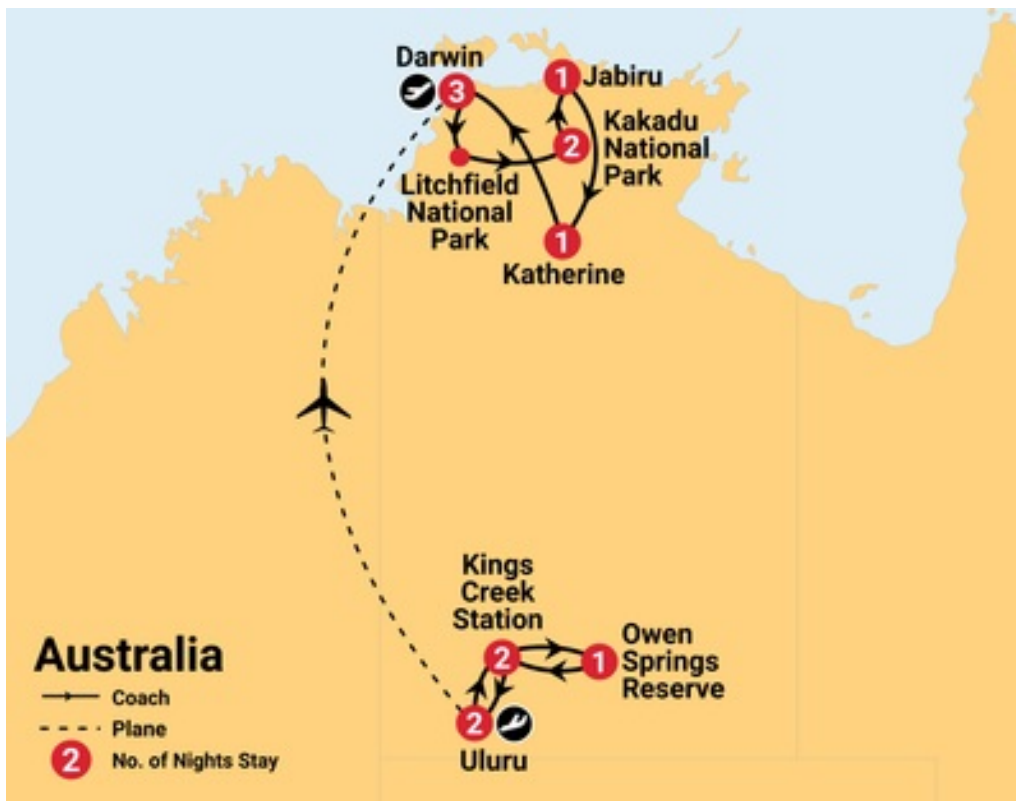 Darwin
3
1
Jabiru
Kakadu
National
Park
2
Litchfield
National
Park
1
Katherine
Kings
Creek
Station
2
Owen
Springs
Reserve
1
2
Uluru
Australia
Coach
Plane
2 No. of Nights Stay